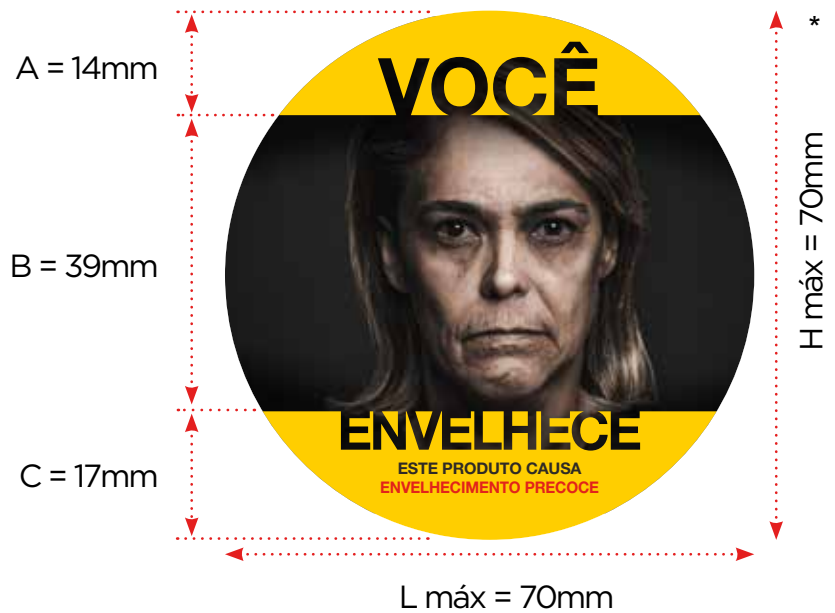 *
A = 14mm
VOCÊ
B = 39mm
H máx = 70mm
ENVELHECE
ESTE PRODUTO CAUSA
ENVELHECIMENTO PRECOCE
C = 17mm
L máx = 70mm